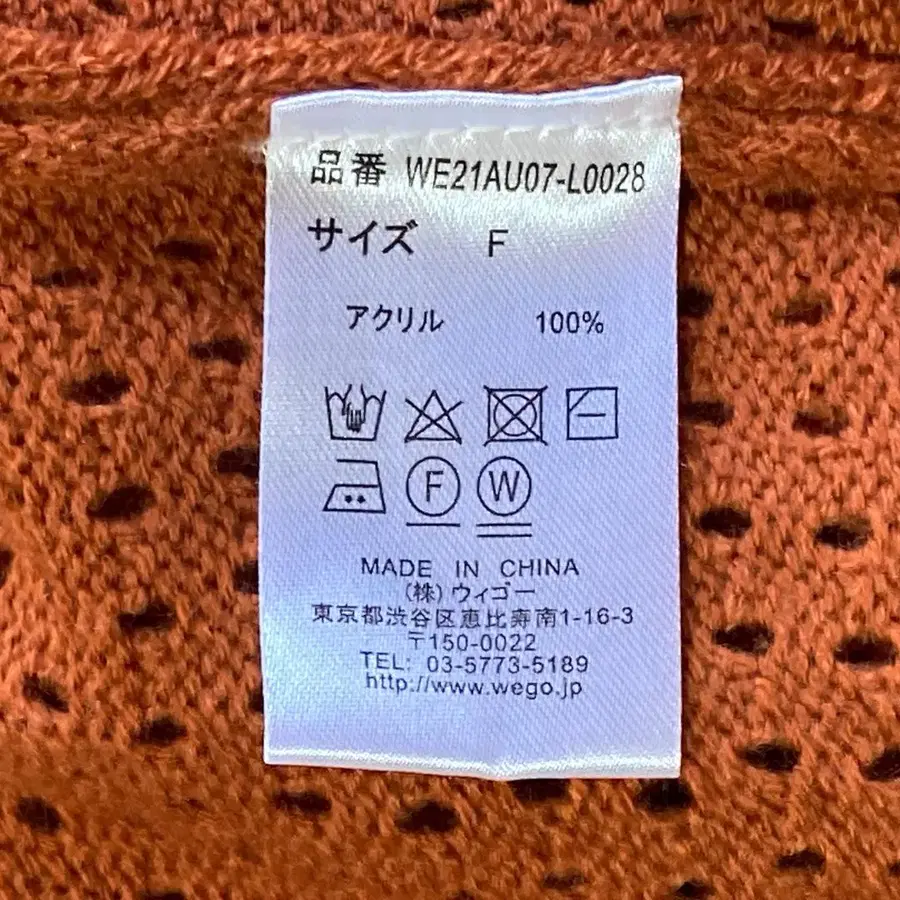 品番 WE21AU07-L0028
サイズ F
アクリル 100%
F W
MADE IN CHINA
(株)ウィゴー
東京都渋谷区恵比寿南1-16-3
〒150-0022
TEL: 03-5773-5189
http://www.wego.jp